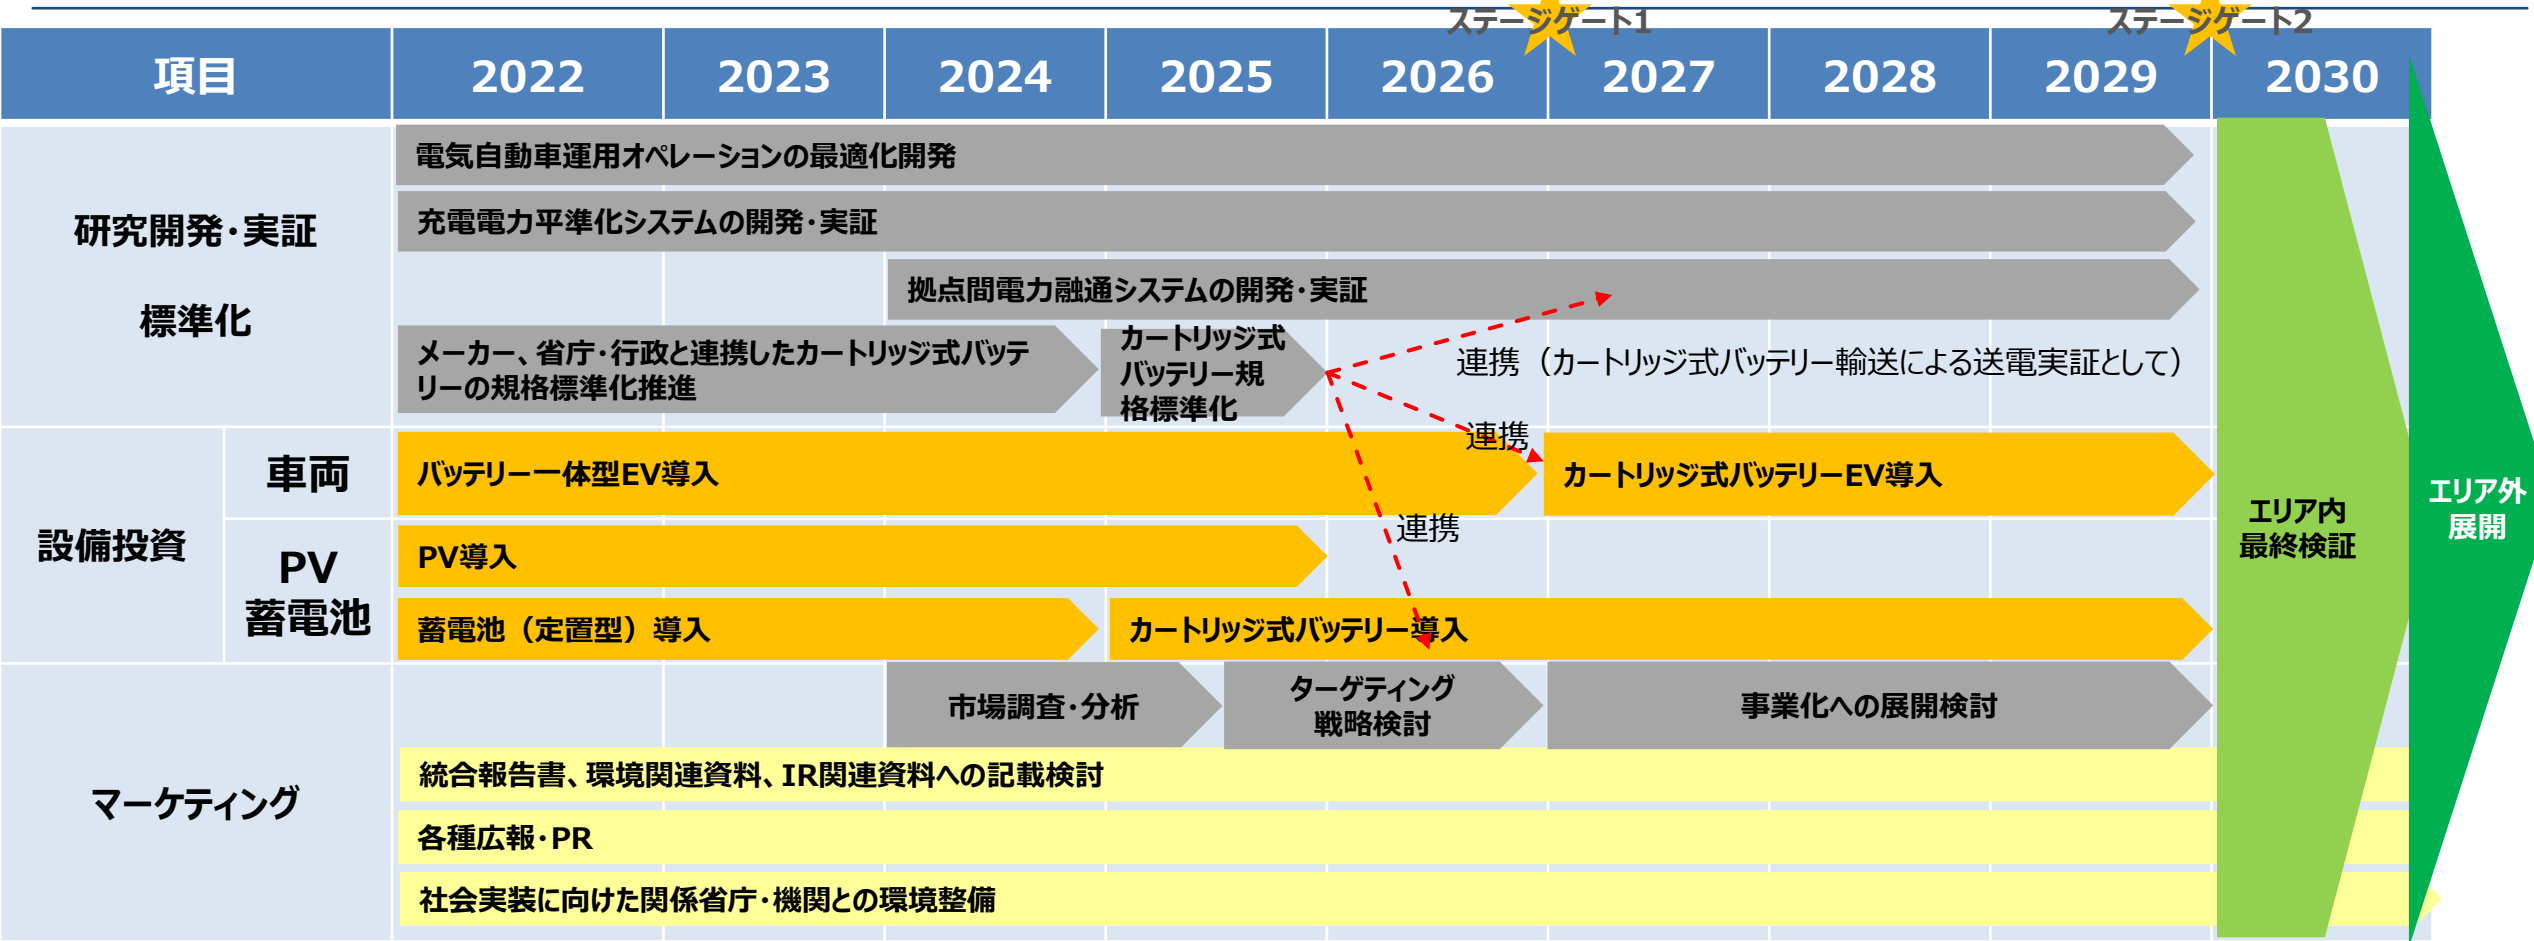 ステージゲート1
ステージゲート2
項目
2022
2023
2024
2025
2026
2027
2028
2029
2030
研究開発・実証
標準化
電気自動車運用オペレーションの最適化開発
充電電力平準化システムの開発・実証
拠点間電力融通システムの開発・実証
メーカー、省庁・行政と連携したカートリッジ式バッテ
リーの規格標準化推進
カートリッジ式
バッテリー規
格標準化
連携（カートリッジ式バッテリー輸送による送電実証として）
設備投資
車両
バッテリー一体型EV導入
連携
カートリッジ式バッテリーEV導入
PV
蓄電池
PV導入
連携
蓄電池（定置型）導入
カートリッジ式バッテリー導入
エリア内
最終検証
エリア外
展開
マーケティング
市場調査・分析
ターゲティング
戦略検討
事業化への展開検討
統合報告書、環境関連資料、IR関連資料への記載検討
各種広報・PR
社会実装に向けた関係省庁・機関との環境整備